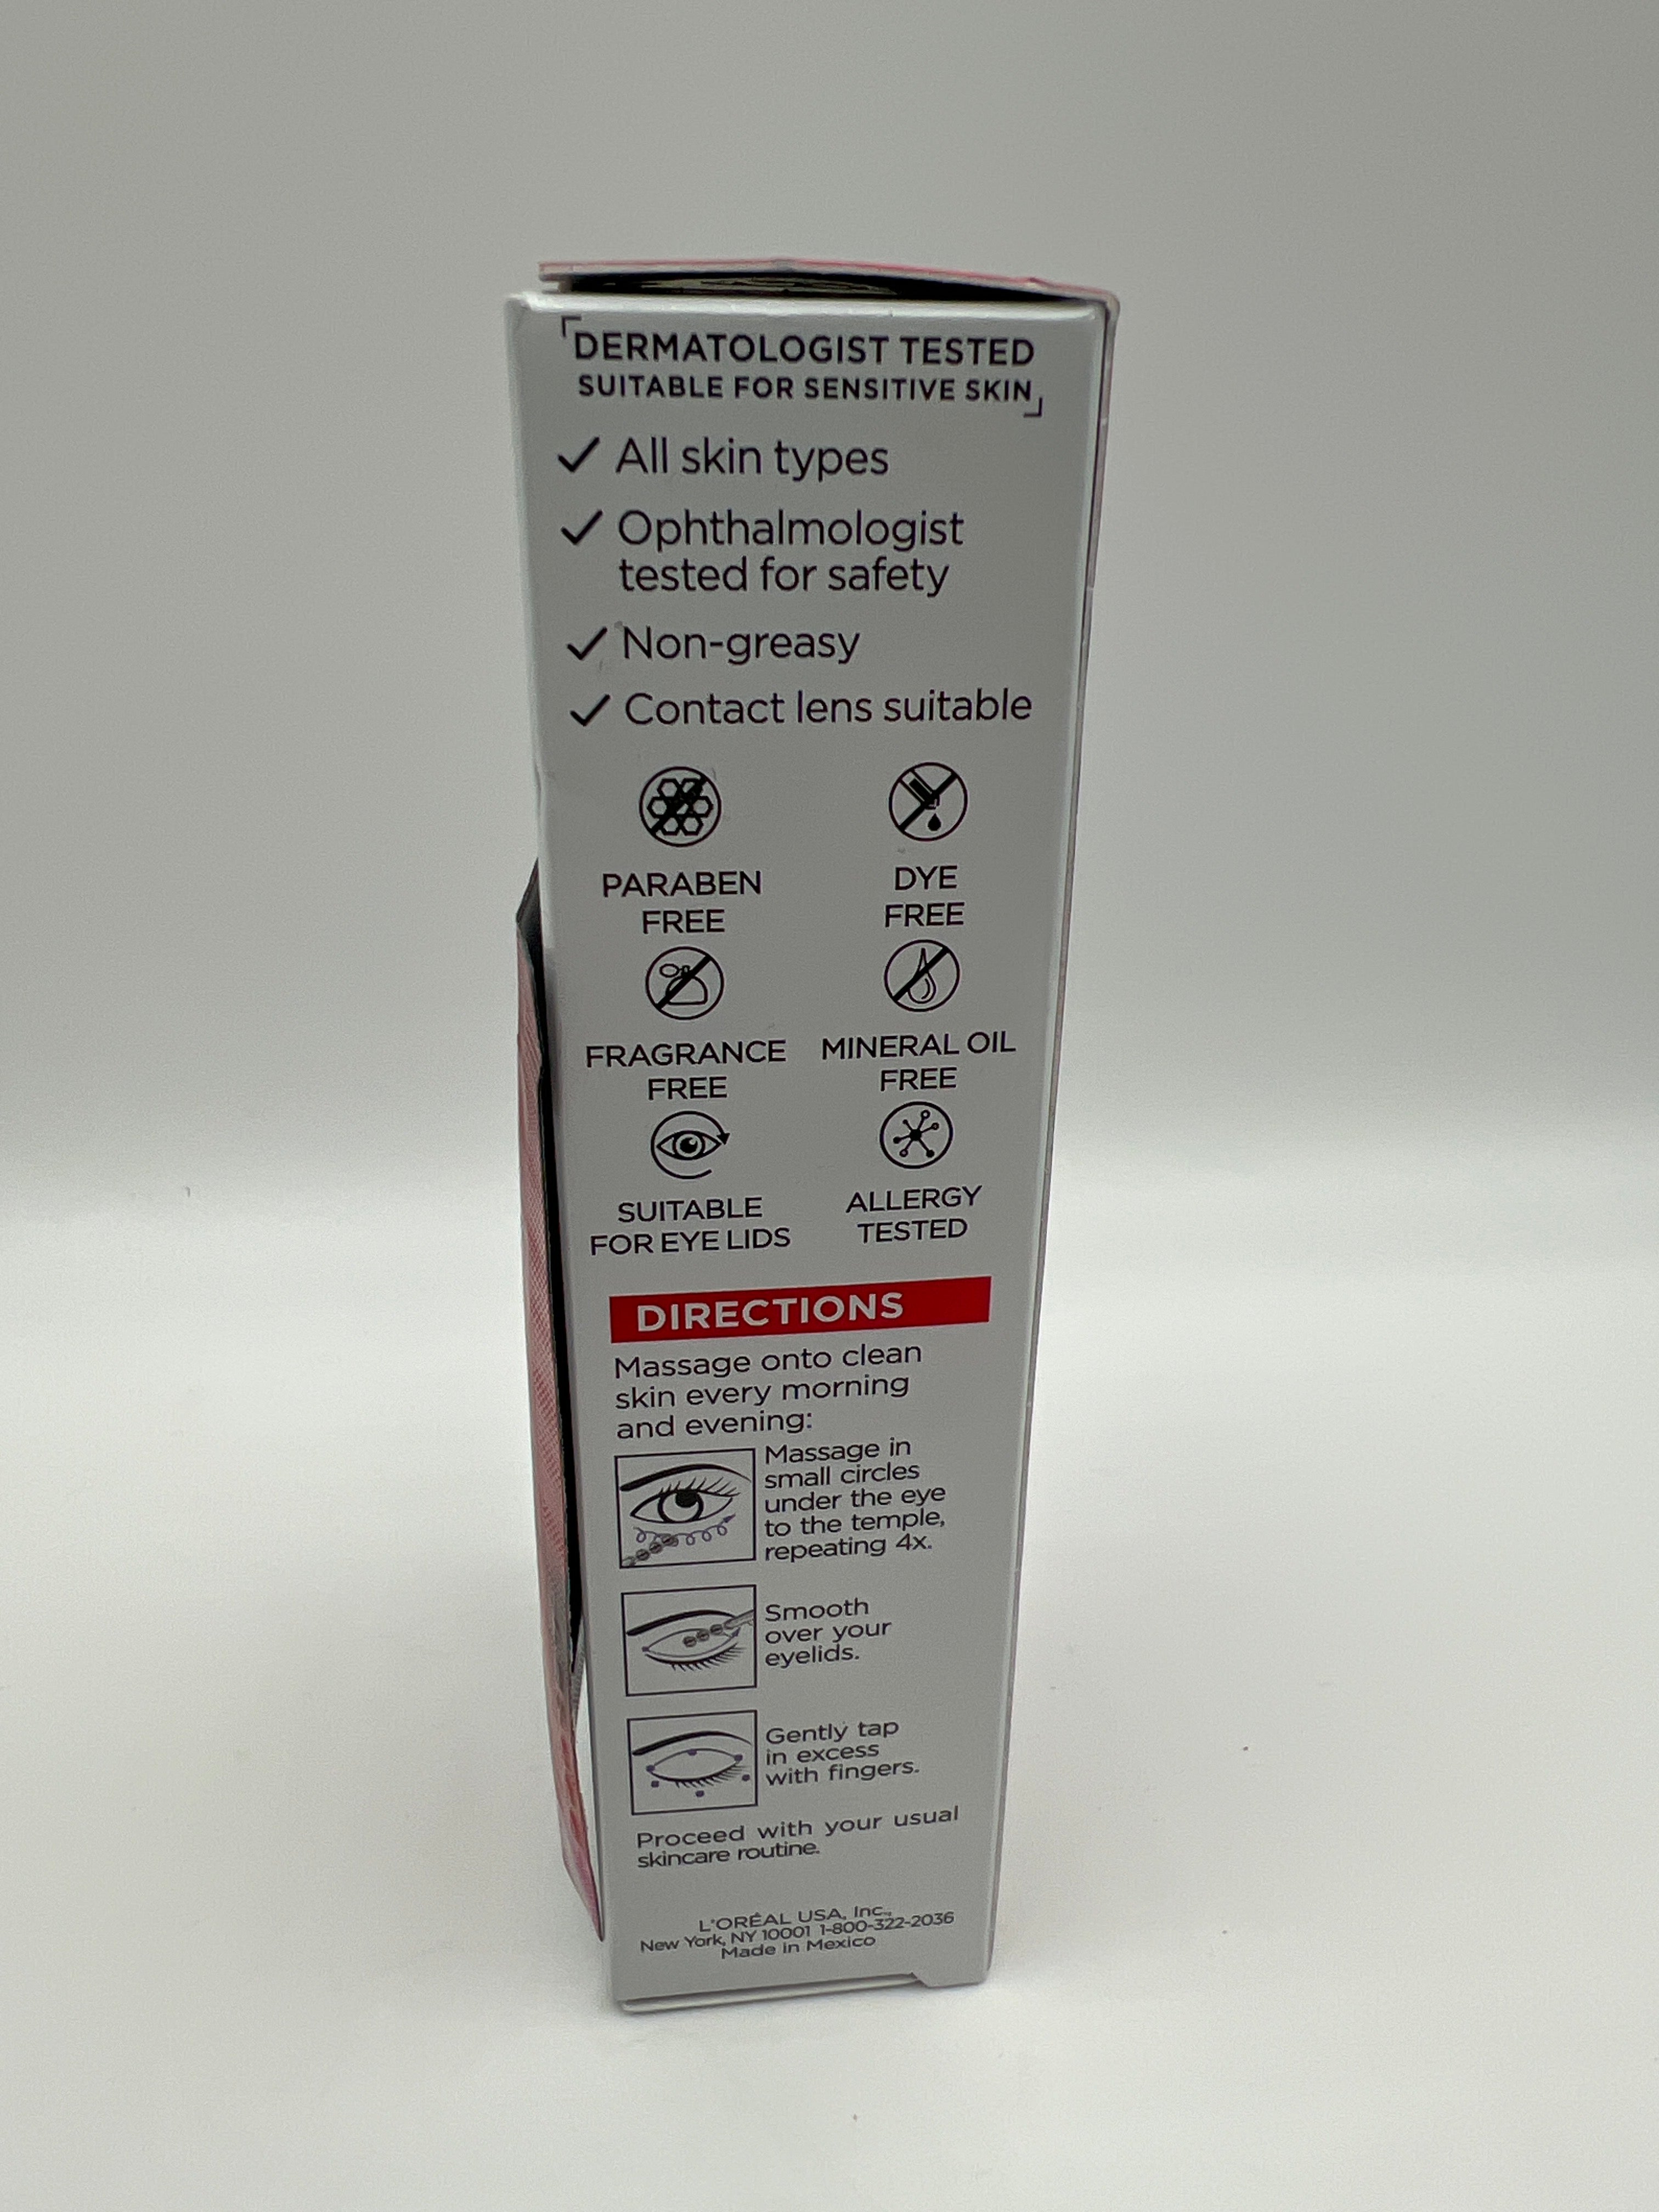 DERMATOLOGIST TESTED
SUITABLE FOR SENSITIVE SKIN
All skin types
Ophthalmologist
tested for safety
Non-greasy
Contact lens suitable
PARABEN
FREE
DYE
FREE
FRAGRANCE
FREE
MINERAL OIL
FREE
SUITABLE
FOR EYE LIDS
ALLERGY
TESTED
DIRECTIONS
Massage onto clean
skin every morning
and evening:
Massage in
small circles
under the eye
to the temple,
repeating 4x.
Smooth
over your
eyelids.
Gently tap
in excess
with fingers.
Proceed with your usual
skincare routine.
L'ORÉAL USA, Inc.,
New York, NY 10001 1-800-322-2036
Made in Mexico